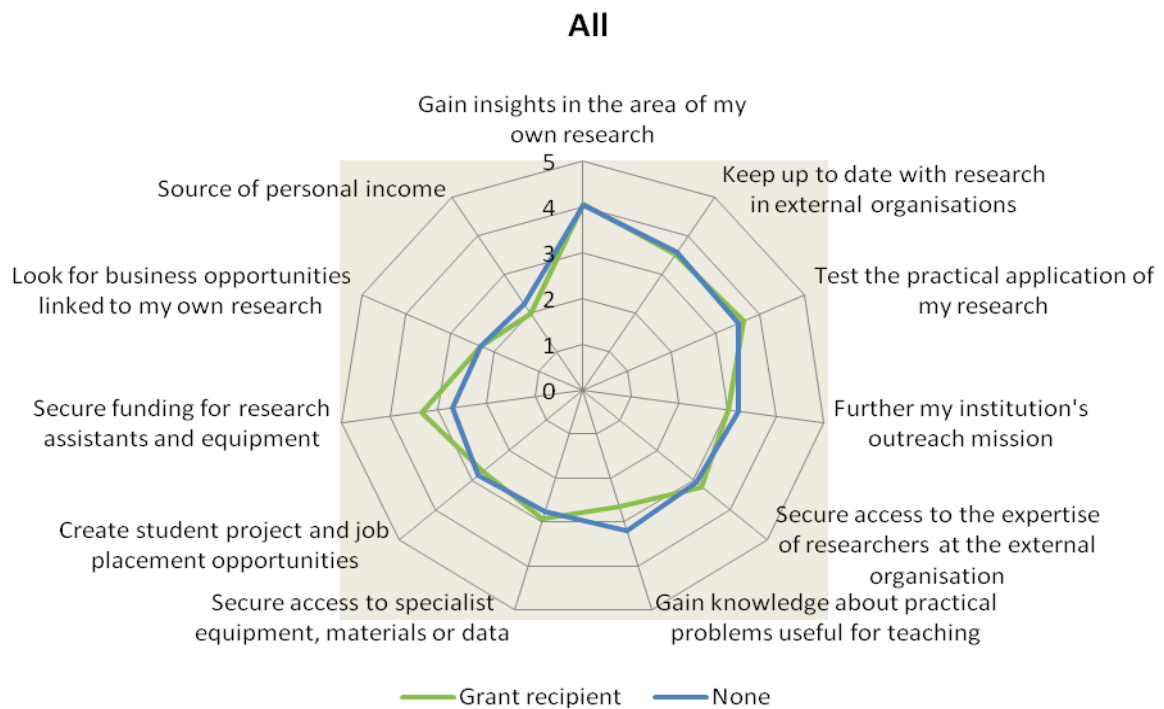 All
Gain insights in the area of my
own research
Keep up to date with research
in external organisations
Test the practical application of
my research
Further my institution's
outreach mission
Secure access to the expertise
of researchers at the external
organisation
Gain knowledge about practical
problems useful for teaching
Secure access to specialist
equipment, materials or data
Create student project and job
placement opportunities
Secure funding for research
assistants and equipment
Look for business opportunities
linked to my own research
Source of personal income
5
4
3
2
1
0
Grant recipient
None